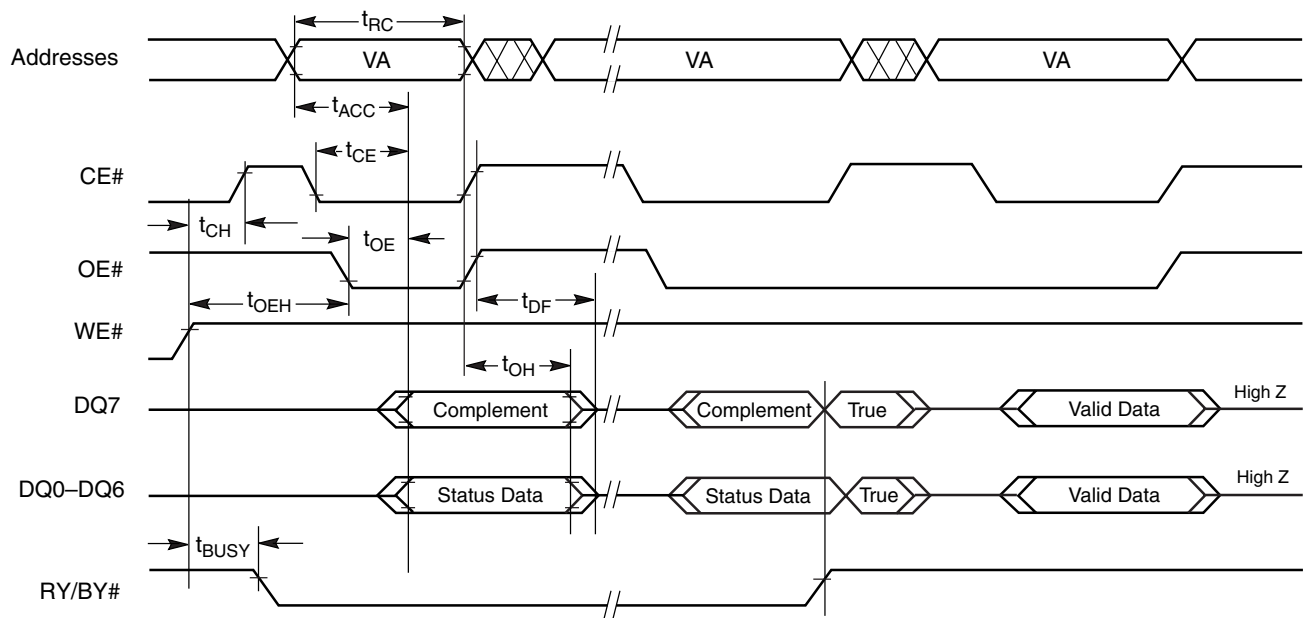 tRC
Addresses VA VA VA
tACC
tCE
CE#
tCH
tOE
OE#
tOEH
tDF
WE#
tOH
DQ7 Complement Complement True Valid Data High Z
DQ0–DQ6 Status Data Status Data True Valid Data High Z
tBUSY
RY/BY#